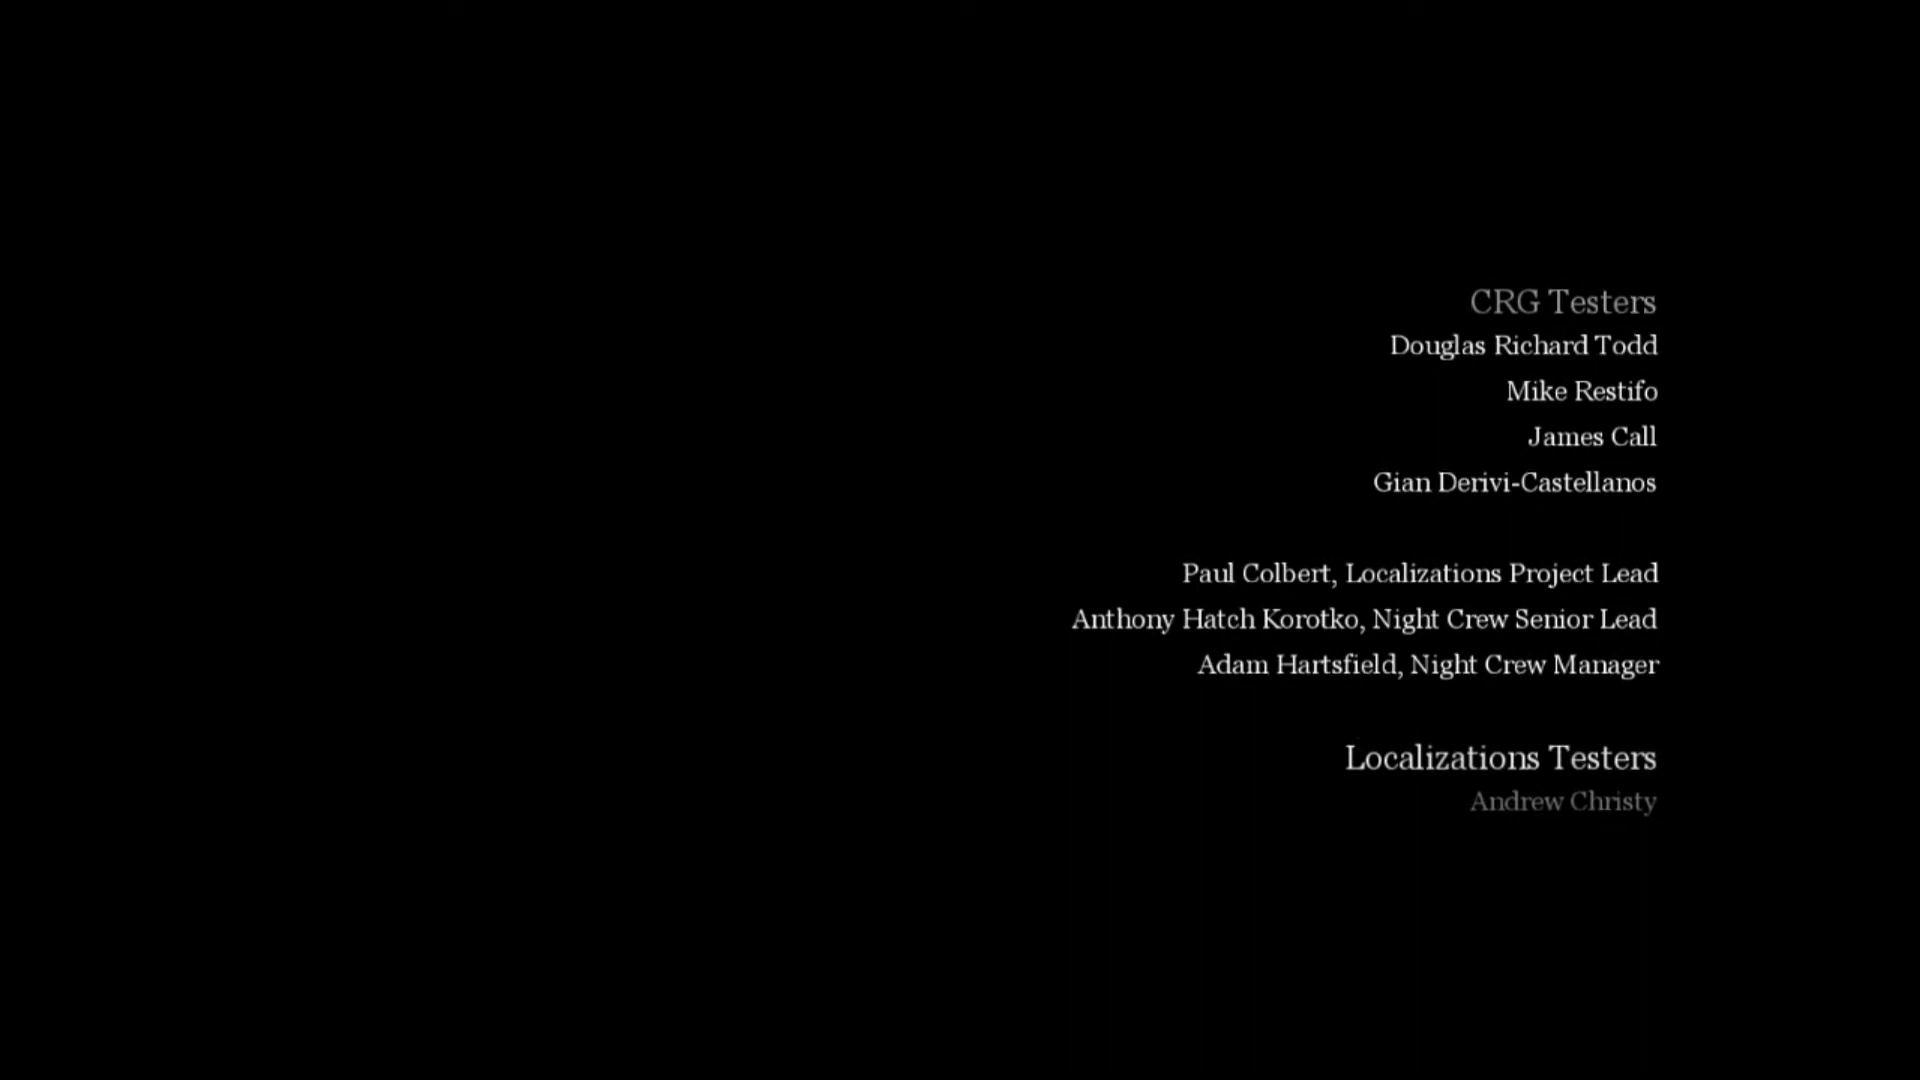 CRG Testers
Douglas Richard Todd
Mike Restifo
James Call
Gian Derivi-Castellanos
Paul Colbert, Localizations Project Lead
Anthony Hatch Korotko, Night Crew Senior Lead
Adam Hartsfield, Night Crew Manager
Localizations Testers
Andrew Christy